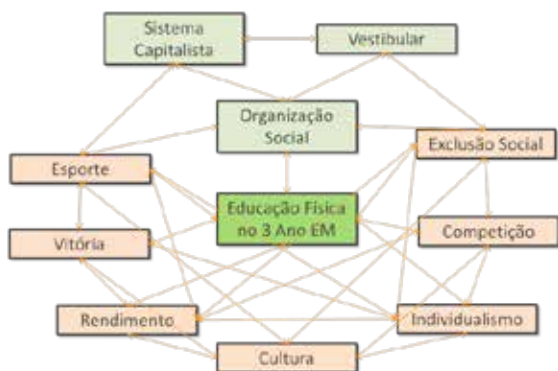 Sistema
Capitalista
Vestibular
Organização
Social
Exclusão Social
Esporte
Educação Física
no 3 Ano EM
Vitória
Competição
Rendimento
Individualismo
Cultura